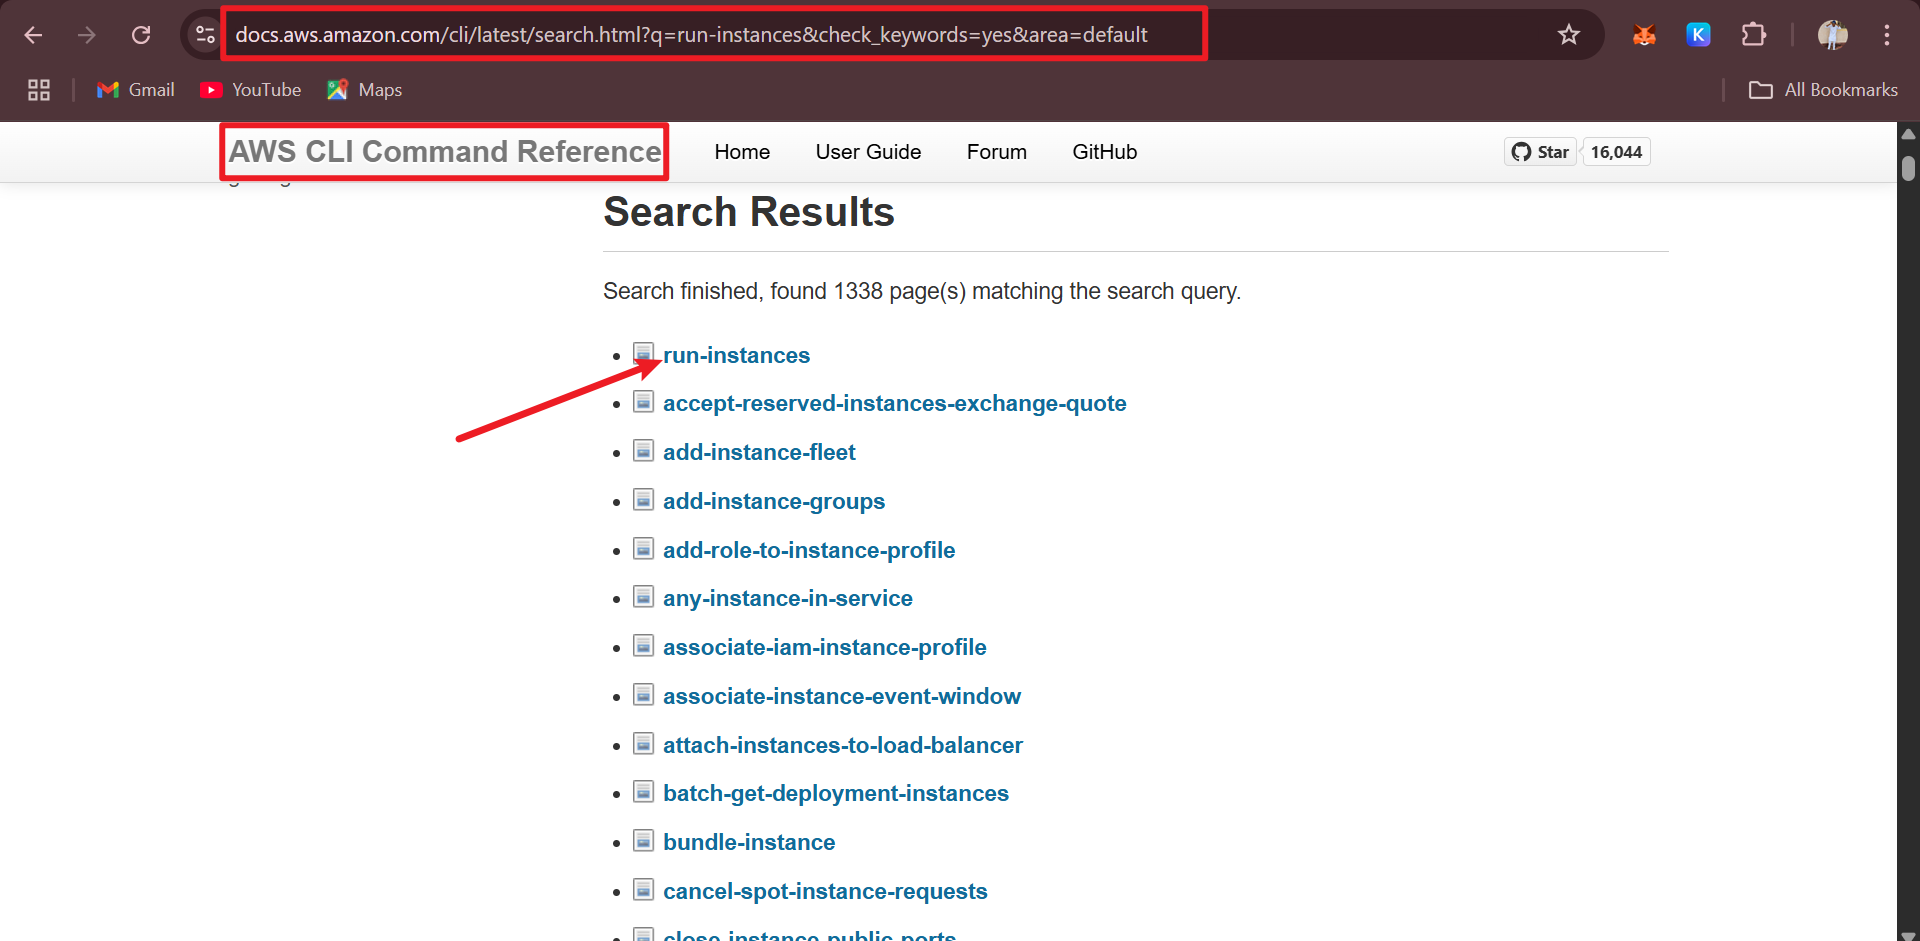 docs.aws.amazon.com/cli/latest/search.html?q=run-instances&check_keywords=yes&area=default
K
Gmail
YouTube
Maps
All Bookmarks
AWS CLI Command Reference
Home
User Guide
Forum
GitHub
Star
16,044
Search Results
Search finished, found 1338 page(s) matching the search query.
run-instances
accept-reserved-instances-exchange-quote
add-instance-fleet
add-instance-groups
add-role-to-instance-profile
any-instance-in-service
associate-iam-instance-profile
associate-instance-event-window
attach-instances-to-load-balancer
batch-get-deployment-instances
bundle-instance
cancel-spot-instance-requests
close-instance-public-ports